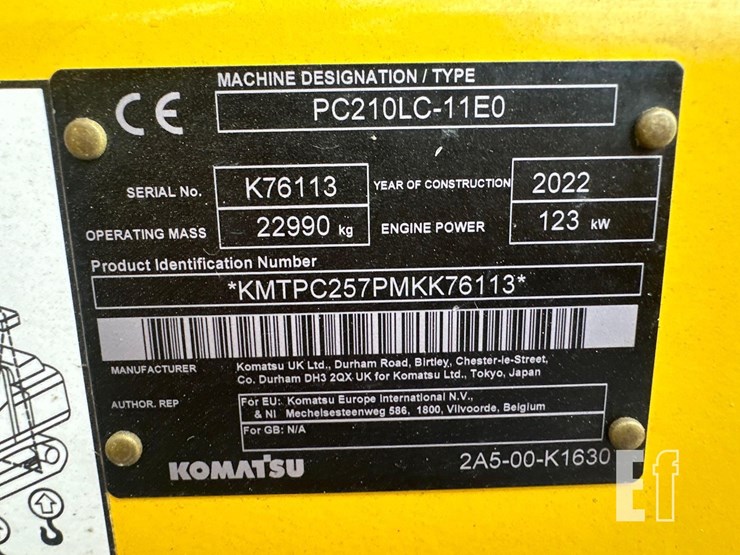 CE
MACHINE DESIGNATION / TYPE
PC210LC-11E0
SERIAL No. K76113 YEAR OF CONSTRUCTION 2022
OPERATING MASS 22990 kg ENGINE POWER 123 kW
Product Identification Number
*KMTPC257PMKK76113*
MANUFACTURER Komatsu UK Ltd., Durham Road, Birtley, Chester-le-Street,
Co. Durham DH3 2QX UK for Komatsu Ltd., Tokyo, Japan
AUTHOR. REP For EU: Komatsu Europe International N.V.,
& NI Mechelsesteenweg 586, 1800, Vilvoorde, Belgium
For GB: N/A
KOMATSU 2A5-00-K1630
Ef